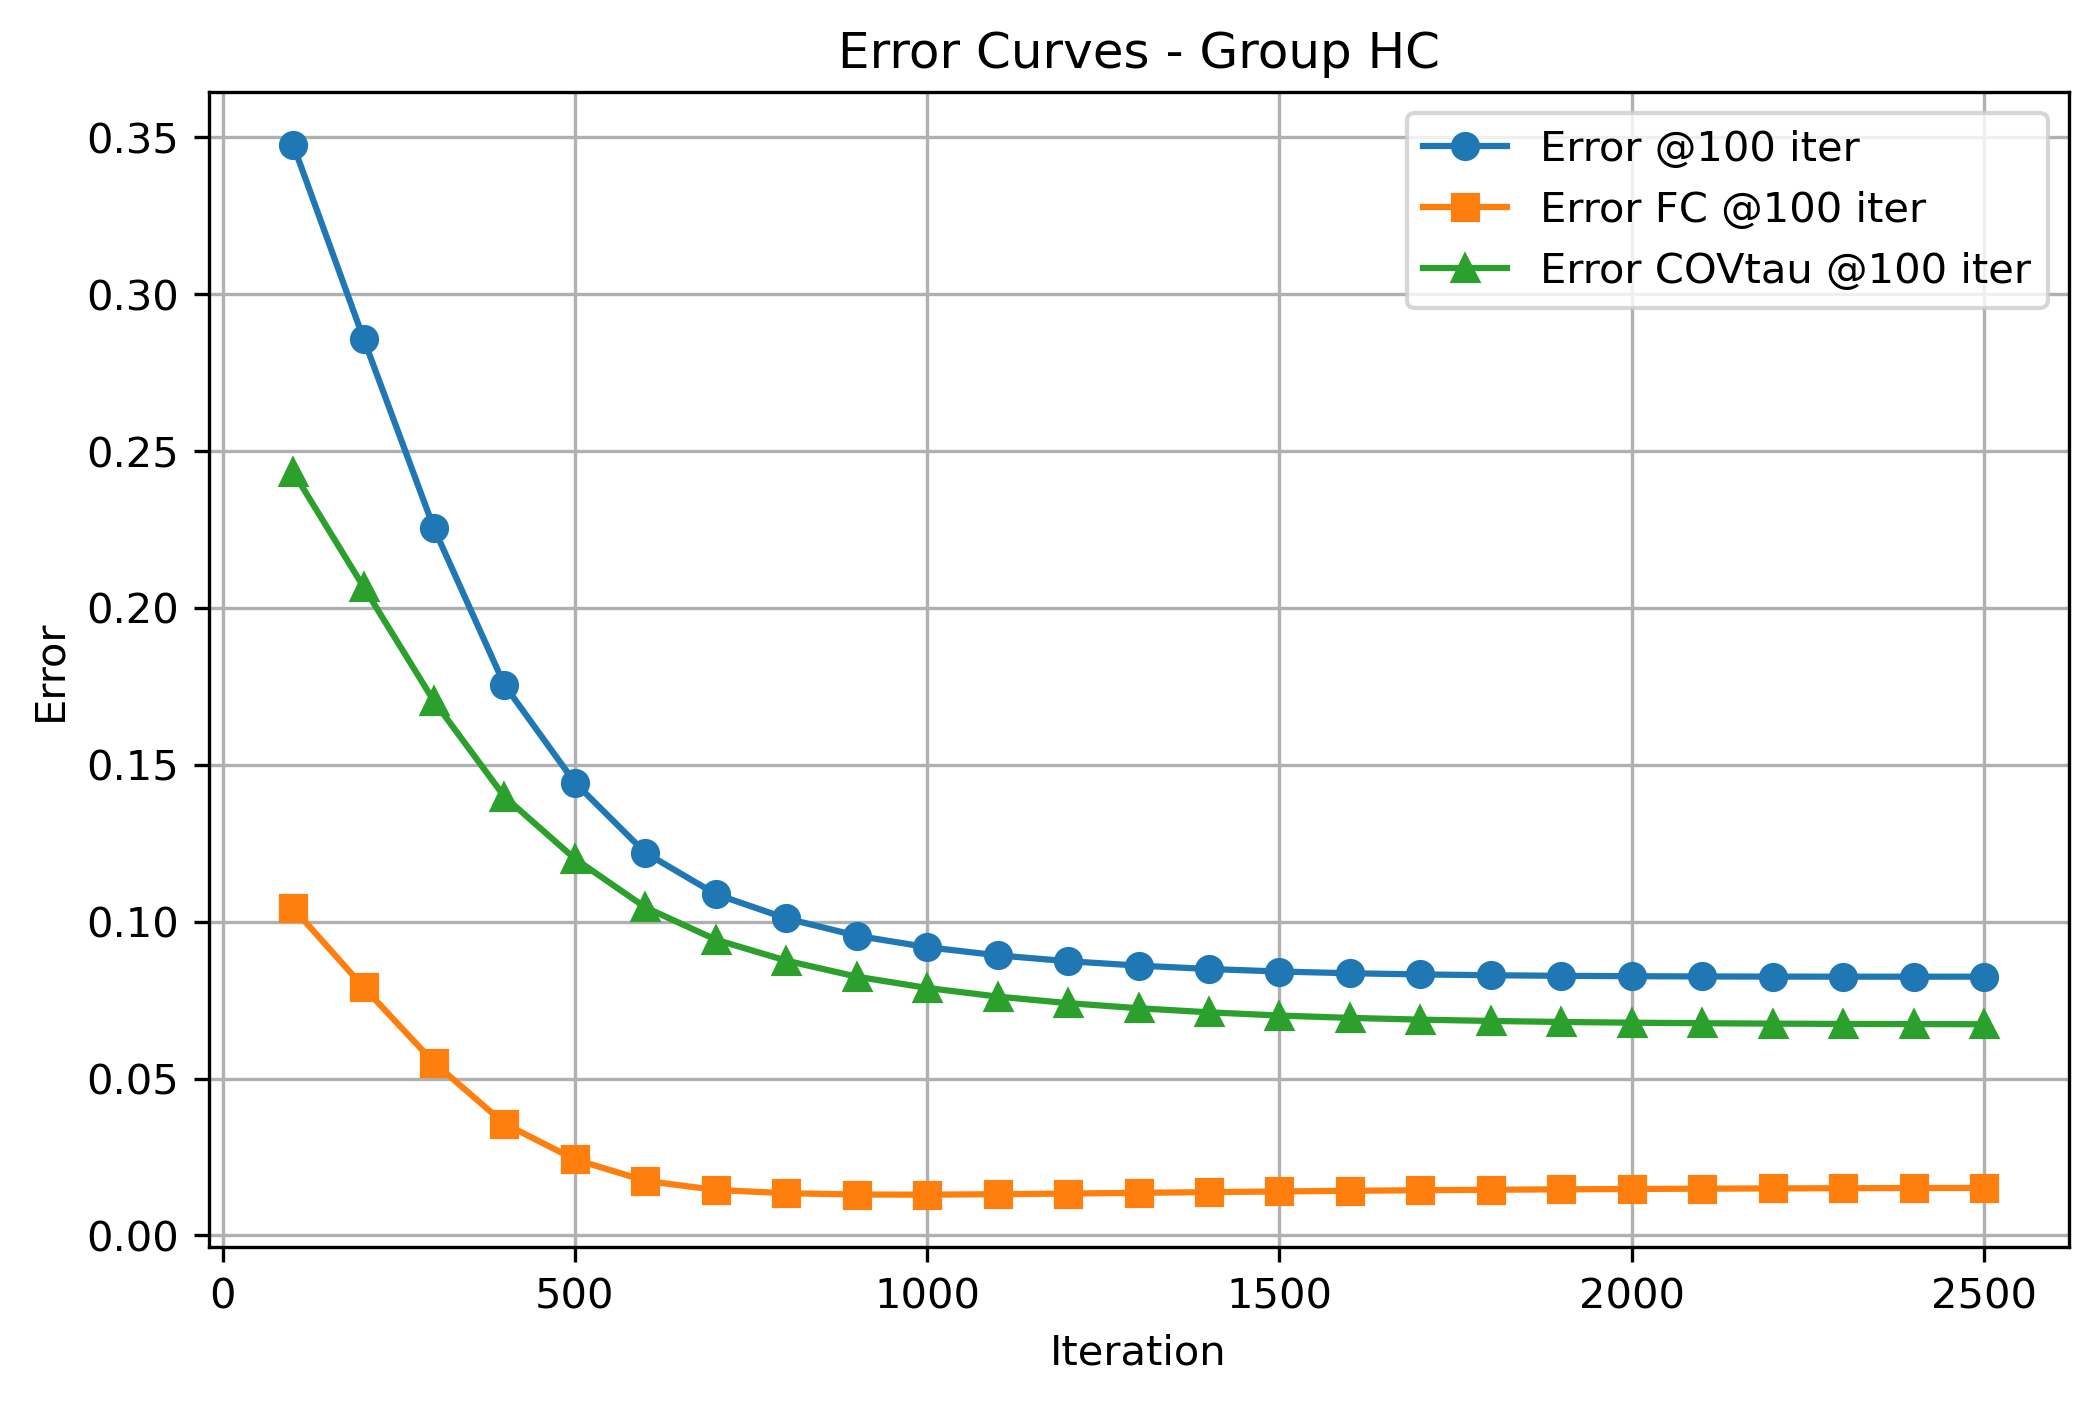 Error Curves - Group HC
Error @100 iter
Error FC @100 iter
Error COVtau @100 iter
0.35
0.30
0.25
0.20
0.15
0.10
0.05
0.00
Error
0 500 1000 1500 2000 2500
Iteration